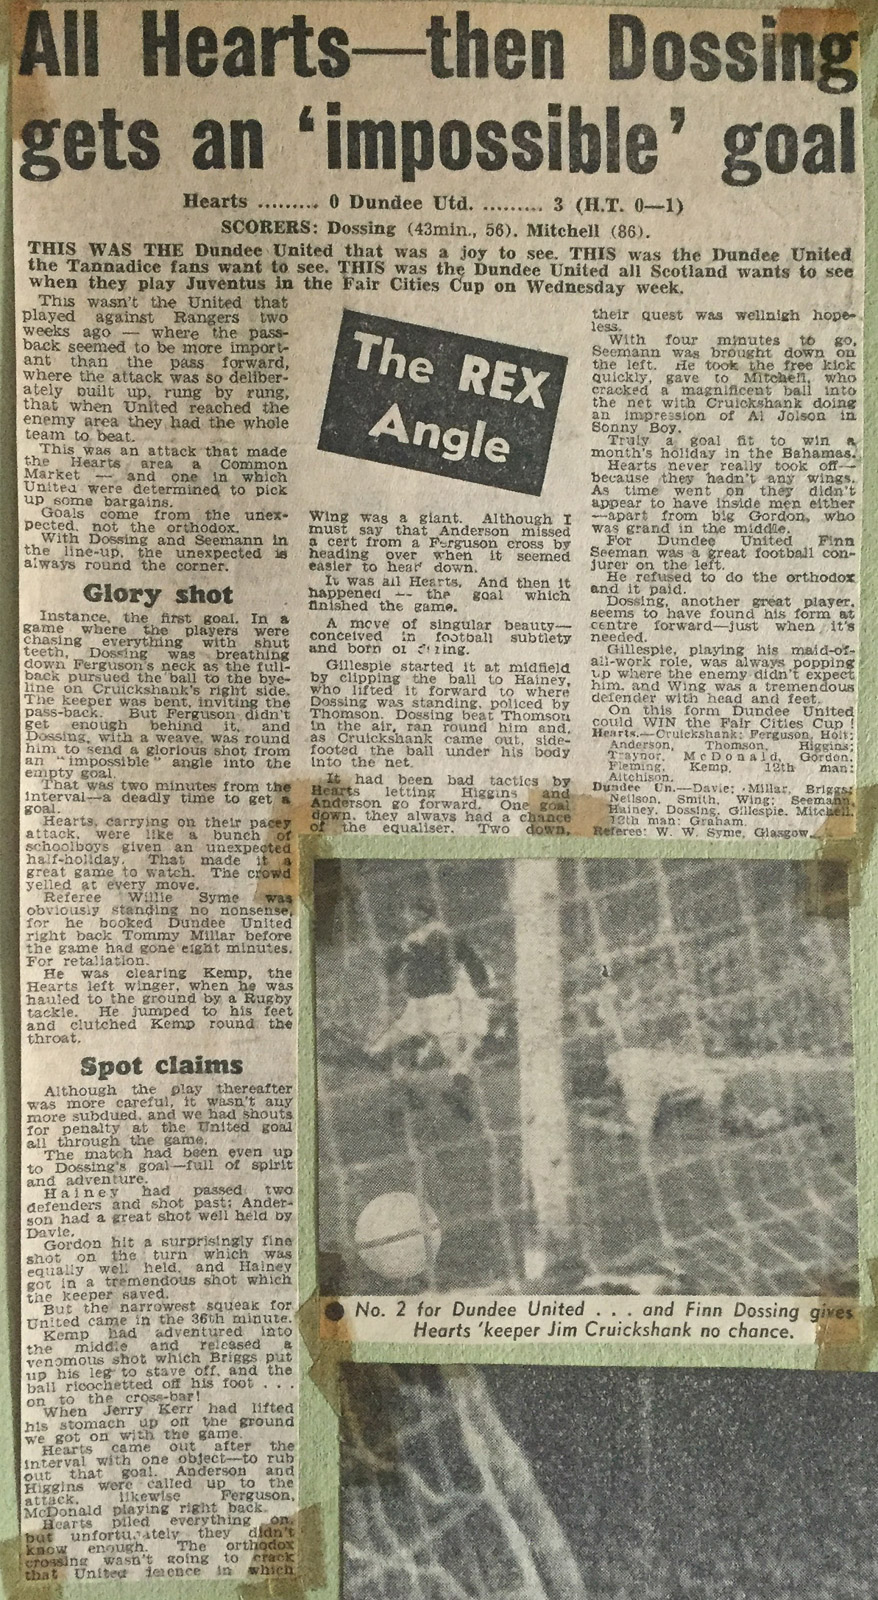 All Hearts—then Dossing
gets an ‘impossible’ goal
Hearts ......... 0 Dundee Utd. ......... 3 (H.T. 0—1)
SCORERS: Dossing (43min., 56), Mitchell (86).
THIS WAS THE Dundee United that was a joy to see. THIS was the Dundee United
the Tannadice fans want to see. THIS was the Dundee United all Scotland wants to see
when they play Juventus in the Fair Cities Cup on Wednesday week.
This wasn't the United that
played against Rangers two
weeks ago — where the pass-
back seemed to be more import-
ant than the pass forward,
where the attack was so deliber-
ately built up, rung by rung,
that when United reached the
enemy area they had the whole
team to beat.
This was an attack that made
the Hearts area a Common
Market — and one in which
United were determined to pick
up some bargains.
Goals come from the unex-
pected, not the orthodox.
With Dossing and Seemann in
the line-up, the unexpected is
always round the corner.
Glory shot
Instance, the first goal. In a
game where the players were
chasing everything with shut
teeth, Dossing was breathing
down Ferguson's neck as the full-
back pursued the ball to the bye-
line on Cruickshank's right side.
The keeper was bent, inviting the
pass-back. But Ferguson didn't
get enough behind it, and
Dossing, with a weave, was round
him to send a glorious shot from
an "impossible" angle into the
empty goal.
That was two minutes from the
interval—a deadly time to get a
goal.
Hearts, carrying on their pacey
attack, were like a bunch of
schoolboys given an unexpected
half-holiday. That made it a
great game to watch. The crowd
yelled at every move.
Referee Willie Syme was
obviously standing no nonsense,
for he booked Dundee United
right back Tommy Millar before
the game had gone eight minutes.
For retaliation.
He was clearing Kemp, the
Hearts left winger, when he was
hauled to the ground by a Rugby
tackle. He jumped to his feet
and clutched Kemp round the
throat.
Spot claims
Although the play thereafter
was more careful, it wasn't any
more subdued, and we had shouts
for penalty at the United goal
all through the game.
The match had been even up
to Dossing's goal—full of spirit
and adventure.
Hainey had passed two
defenders and shot past; Ander-
son had a great shot well held by
Davie.
Gordon hit a surprisingly fine
shot on the turn which was
equally well held, and Hainey
got in a tremendous shot which
the keeper saved.
But the narrowest squeak for
United came in the 36th minute.
Kemp had adventured into
the middle and released a
venomous shot which Briggs put
up his leg to stave off, and the
ball ricochetted off his foot . . .
on to the cross-bar!
When Jerry Kerr had lifted
his stomach up off the ground
we got on with the game.
Hearts came out after the
interval with one object—to rub
out that goal. Anderson and
Higgins were called up to the
attack, likewise Ferguson,
McDonald playing right back.
Hearts piled everything on,
but unfortunately they didn't
know enough. The orthodox
crossing wasn't going to crack
that United defence in which
The REX
Angle
Wing was a giant. Although I
must say that Anderson missed
a cert from a Ferguson cross by
heading over when it seemed
easier to head down.
It was all Hearts. And then it
happened — the goal which
finished the game.
A move of singular beauty—
conceived in football subtlety
and born of
Gillespie started it at midfield
by clipping the ball to Hainey,
who lifted it forward to where
Dossing was standing, policed by
Thomson. Dossing beat Thomson
in the air, ran round him and,
as Cruickshank came out, side-
footed the ball under his body
into the net.
It had been bad tactics by
Hearts letting Higgins and
Anderson go forward. One goal
down, they always had a chance
of the equaliser. Two down,
their quest was wellnigh hope-
less.
With four minutes to go,
Seemann was brought down on
the left. He took the free kick
quickly, gave to Mitchell, who
cracked a magnificent ball into
the net with Cruickshank doing
an impression of Al Jolson in
Sonny Boy.
Truly a goal fit to win a
month's holiday in the Bahamas.
Hearts never really took off—
because they hadn't any wings.
As time went on they didn't
appear to have inside men either
—apart from big Gordon, who
was grand in the middle.
For Dundee United Finn
Seeman was a great football con-
jurer on the left.
He refused to do the orthodox
and it paid.
Dossing, another great player,
seems to have found his form at
centre forward—just when it's
needed.
Gillespie, playing his maid-of-
all-work role, was always popping
up where the enemy didn't expect
him, and Wing was a tremendous
defender with head and feet.
On this form Dundee United
could WIN the Fair Cities Cup !
Hearts.—Cruickshank; Ferguson, Holt;
Anderson, Thomson, Higgins;
Traynor, McDonald, Gordon,
Fleming, Kemp. 12th man:
Aitchison.
Dundee Un.—Davie; Millar, Briggs;
Neilson, Smith, Wing; Seemann,
Hainey, Dossing, Gillespie, Mitchell.
12th man: Graham.
Referee: W. W. Syme, Glasgow.
● No. 2 for Dundee United . . . and Finn Dossing gives
Hearts 'keeper Jim Cruickshank no chance.